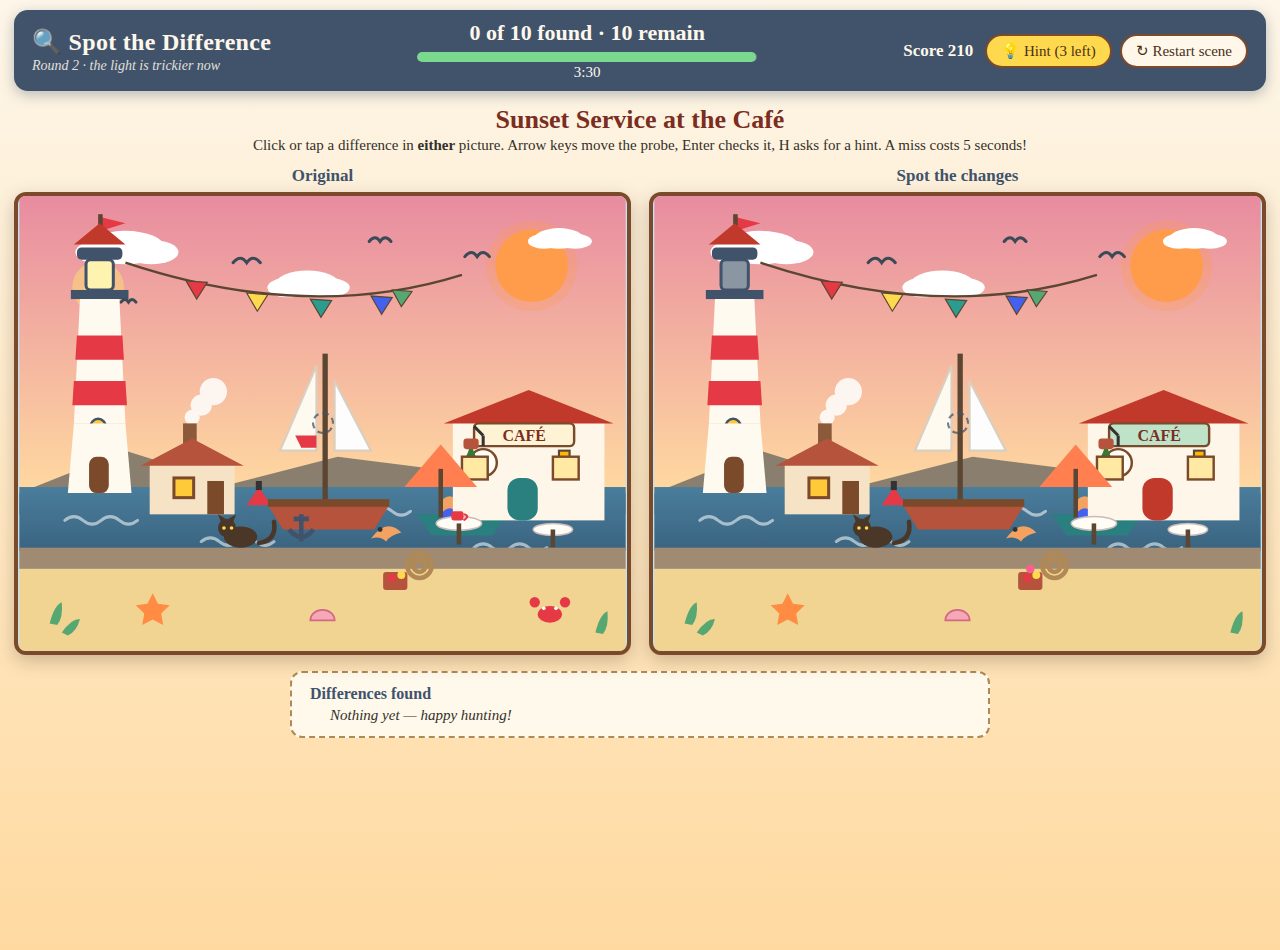 🔍 Spot the Difference
Round 2 · the light is trickier now
0 of 10 found · 10 remain
3:30
Score 210
💡 Hint (3 left)
↻ Restart scene
Sunset Service at the Café
Click or tap a difference in either picture. Arrow keys move the probe, Enter checks it, H asks for a hint. A miss costs 5 seconds!
Original
Spot the changes
CAFÉ
CAFÉ
Differences found
Nothing yet — happy hunting!